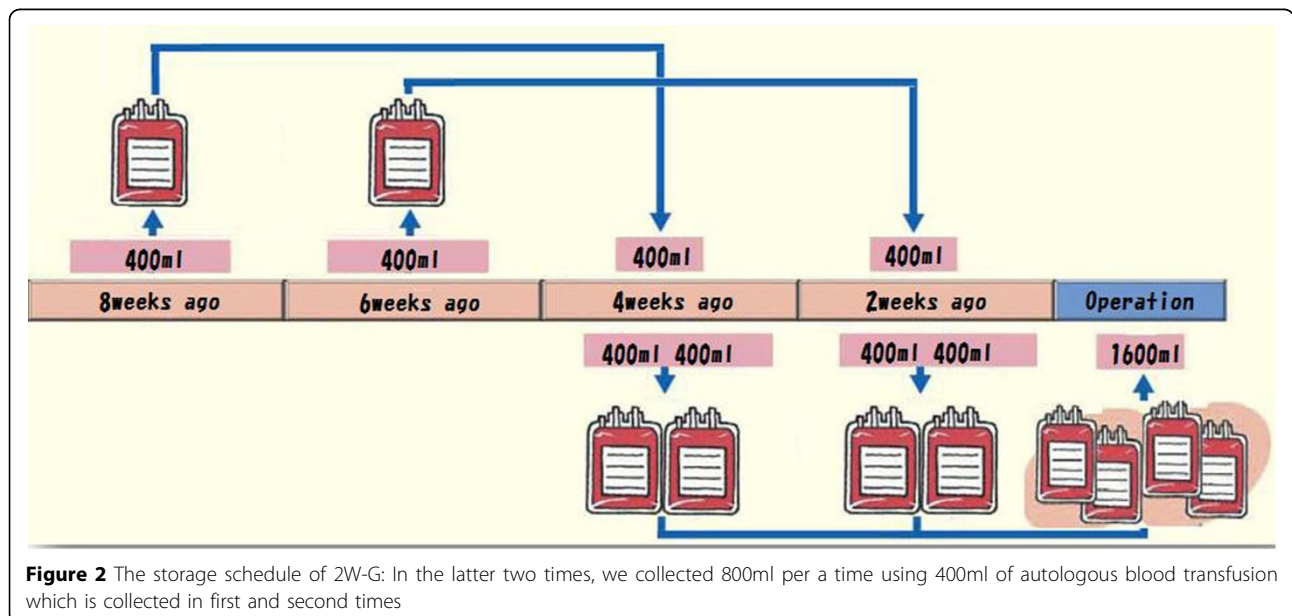 400ml 400ml 400ml 400ml
8weeks ago 6weeks ago 4weeks ago 2weeks ago Operation
400ml 400ml 400ml 400ml 1600ml
Figure 2 The storage schedule of 2W-G: In the latter two times, we collected 800ml per a time using 400ml of autologous blood transfusion
which is collected in first and second times